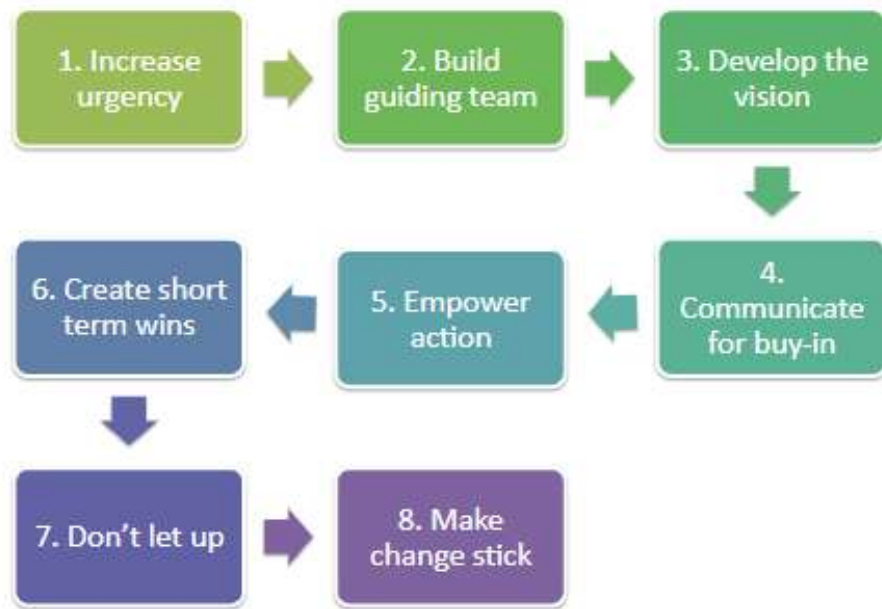 1. Increase
urgency
2. Build
guiding team
3. Develop the
vision
4.
Communicate
for buy-in
5. Empower
action
6. Create short
term wins
7. Don’t let up
8. Make
change stick